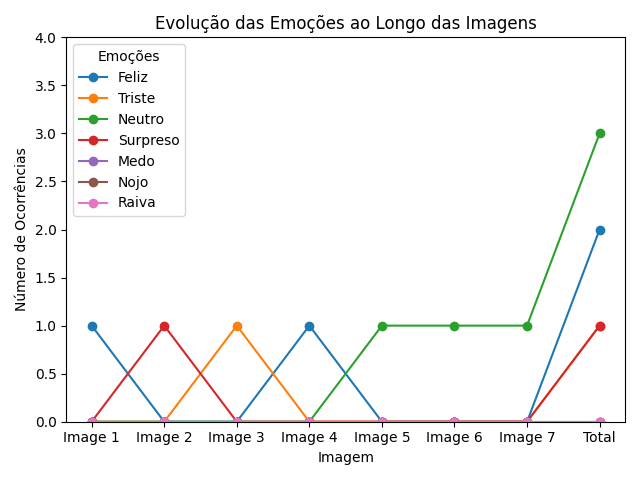 Evolução das Emoções ao Longo das Imagens
Número de Ocorrências
4.0
3.5
3.0
2.5
2.0
1.5
1.0
0.5
0.0
Emoções
Feliz
Triste
Neutro
Surpreso
Medo
Nojo
Raiva
Image 1 Image 2 Image 3 Image 4 Image 5 Image 6 Image 7 Total
Imagem